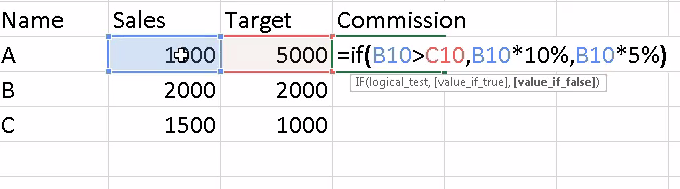 Name Sales Target Commission
A 1000 5000 =if(B10>C10,B10*10%,B10*5%)
IF(logical_test, [value_if_true], [value_if_false])
B 2000 2000
C 1500 1000